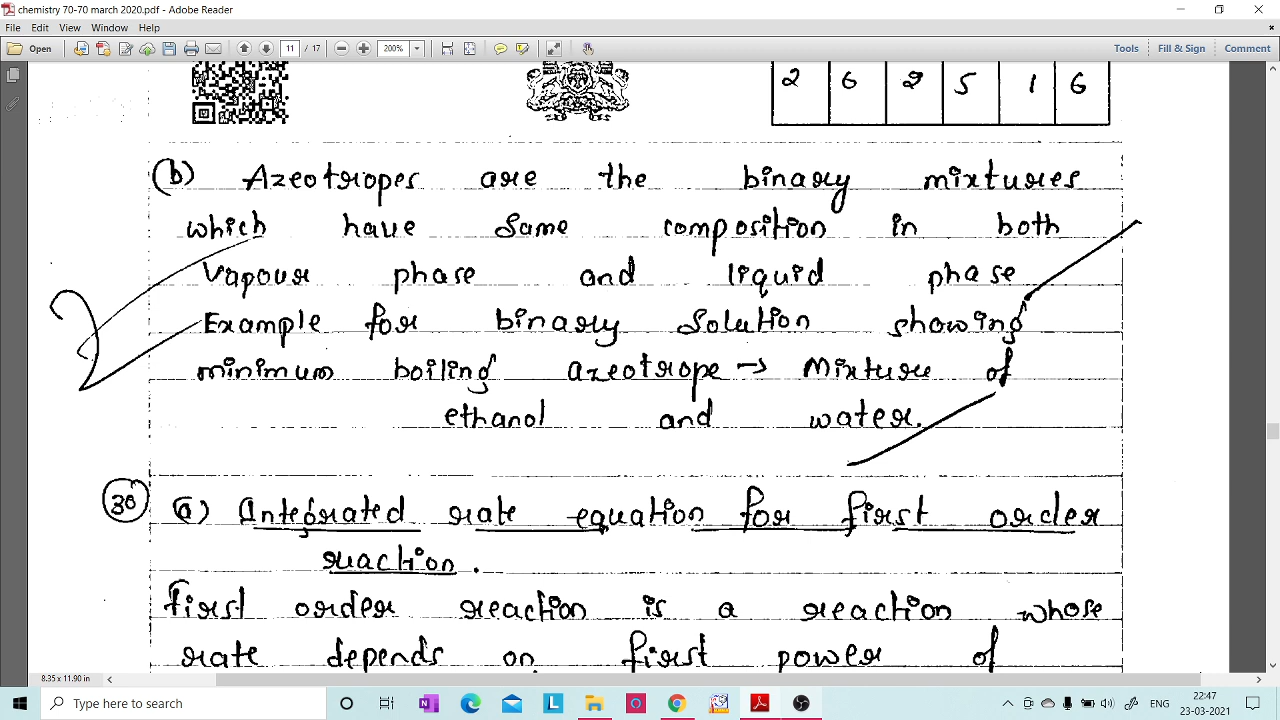 chemistry 70-70 march 2020.pdf - Adobe Reader
File Edit View Window Help
Open 11 / 17 200% Tools Fill & Sign Comment
2 6 2 5 1 6
(b) Azeotropes are the binary mixtures
which have same composition in both
vapour phase and liquid phase
Example for binary solution showing
minimum boiling azeotrope → Mixture of
ethanol and water.
2
30 (a) Integrated rate equation for first order
reaction.
First order reaction is a reaction whose
rate depends on first power of
8.35 x 11.90 in
Type here to search
ENG
22:47
23-03-2021